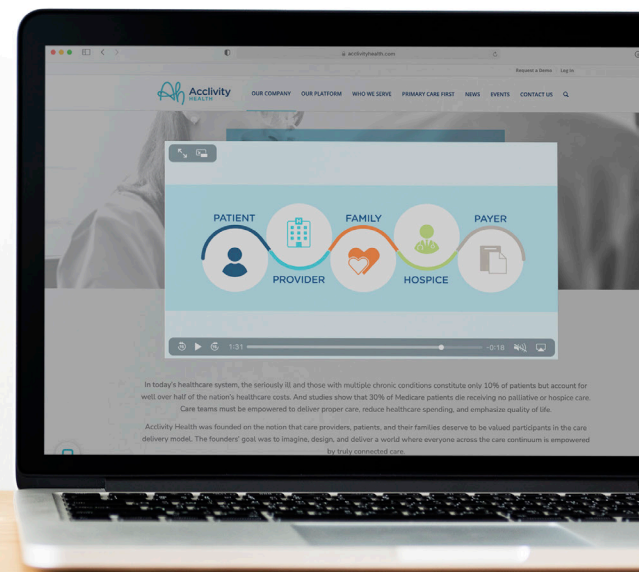 acclivityhealth.com
Request a Demo Log In
Acclivity
HEALTH
OUR COMPANY OUR PLATFORM WHO WE SERVE PRIMARY CARE FIRST NEWS EVENTS CONTACT US
PATIENT FAMILY PAYER
PROVIDER HOSPICE
1:31 -0:18
In today's healthcare system, the seriously ill and those with multiple chronic conditions constitute only 10% of patients but account for
well over half of the nation's healthcare costs. And studies show that 30% of Medicare patients die receiving no palliative or hospice care.
Care teams must be empowered to deliver proper care, reduce healthcare spending, and emphasize quality of life.
Acclivity Health was founded on the notion that care providers, patients, and their families deserve to be valued participants in the care
delivery model. The founders' goal was to imagine, design, and deliver a world where everyone across the care continuum is empowered
by truly connected care.